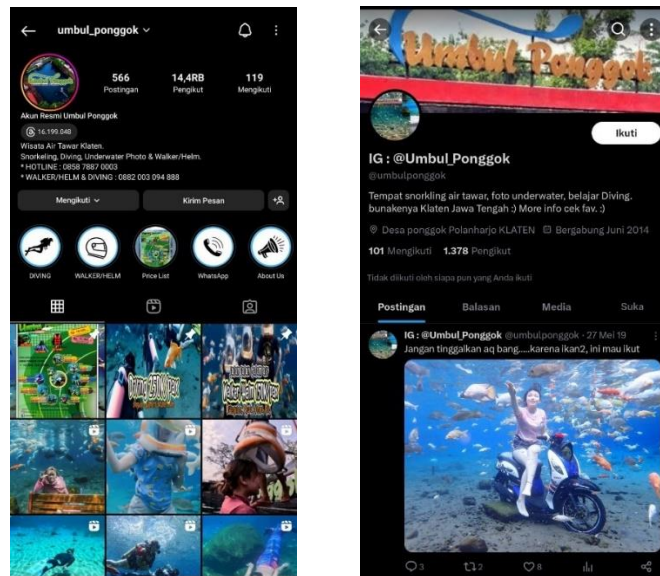 umbul_ponggok
566
14,4RB
119
Postingan
Pengikut
Mengikuti
Akun Resmi Umbul Ponggok
16.199.048
Wisata Air Tawar Klaten.
Snorkeling, Diving, Underwater Photo & Walker/Helm.
* HOTLINE : 0858 7887 0003
* WALKER/HELM & DIVING : 0882 003 094 888
Mengikuti
Kirim Pesan
DIVING
WALKER/HELM
Price List
WhatsApp
About Us
Umbul Ponggok
Ikuti
IG : @Umbul_Ponggok
@umbulponggok
Tempat snorkling air tawar, foto underwater, belajar Diving.
bunakenya Klaten Jawa Tengah :) More info cek fav. :)
Desa ponggok Polanharjo KLATEN
Bergabung Juni 2014
101 Mengikuti 1.378 Pengikut
Tidak diikuti oleh siapa pun yang Anda ikuti
Postingan
Balasan
Media
Suka
IG : @Umbul_Ponggok @umbulponggok · 27 Mei 19
Jangan tinggalkan aq bang....karena ikan2, ini mau ikut
3
2
8